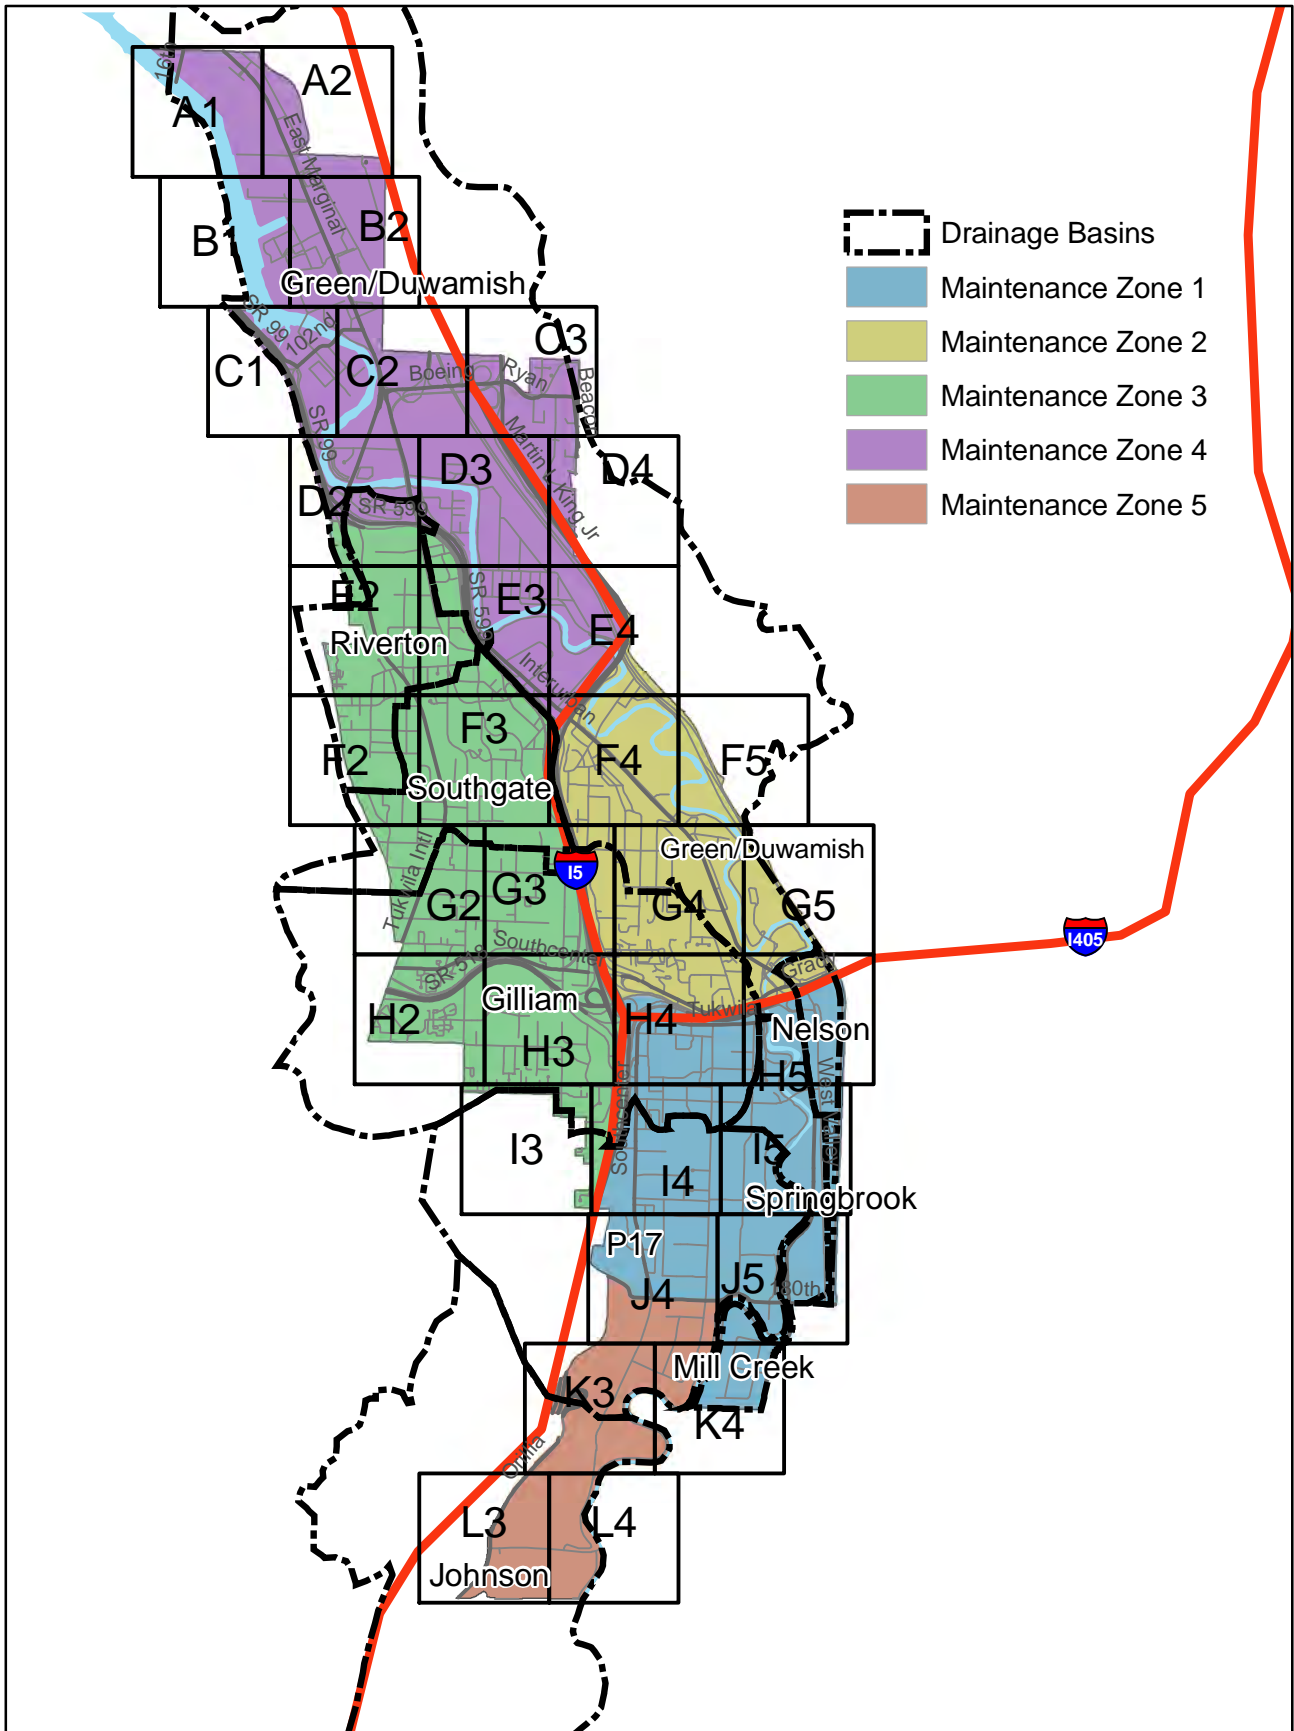 16th
A1
A2
East Marginal
B1
B2
Green/Duwamish
SR 99
102nd
C1
C2
C3
Boeing
Ryan
Beacon
SR 99
Martin L King Jr
D2
D3
D4
SR 599
E2
E3
E4
SR 599
Riverton
Interurban
F2
F3
F4
F5
Southgate
Tukwila Intl
I5
Green/Duwamish
G2
G3
G4
G5
I405
Southcenter
SR 518
Grady
Gilliam
Tukwila
H2
H3
H4
Nelson
H5
Southcenter
West Valley
I3
I4
I5
Springbrook
P17
J4
J5
180th
Mill Creek
K3
K4
Orillia
L3
L4
Johnson
Drainage Basins
Maintenance Zone 1
Maintenance Zone 2
Maintenance Zone 3
Maintenance Zone 4
Maintenance Zone 5